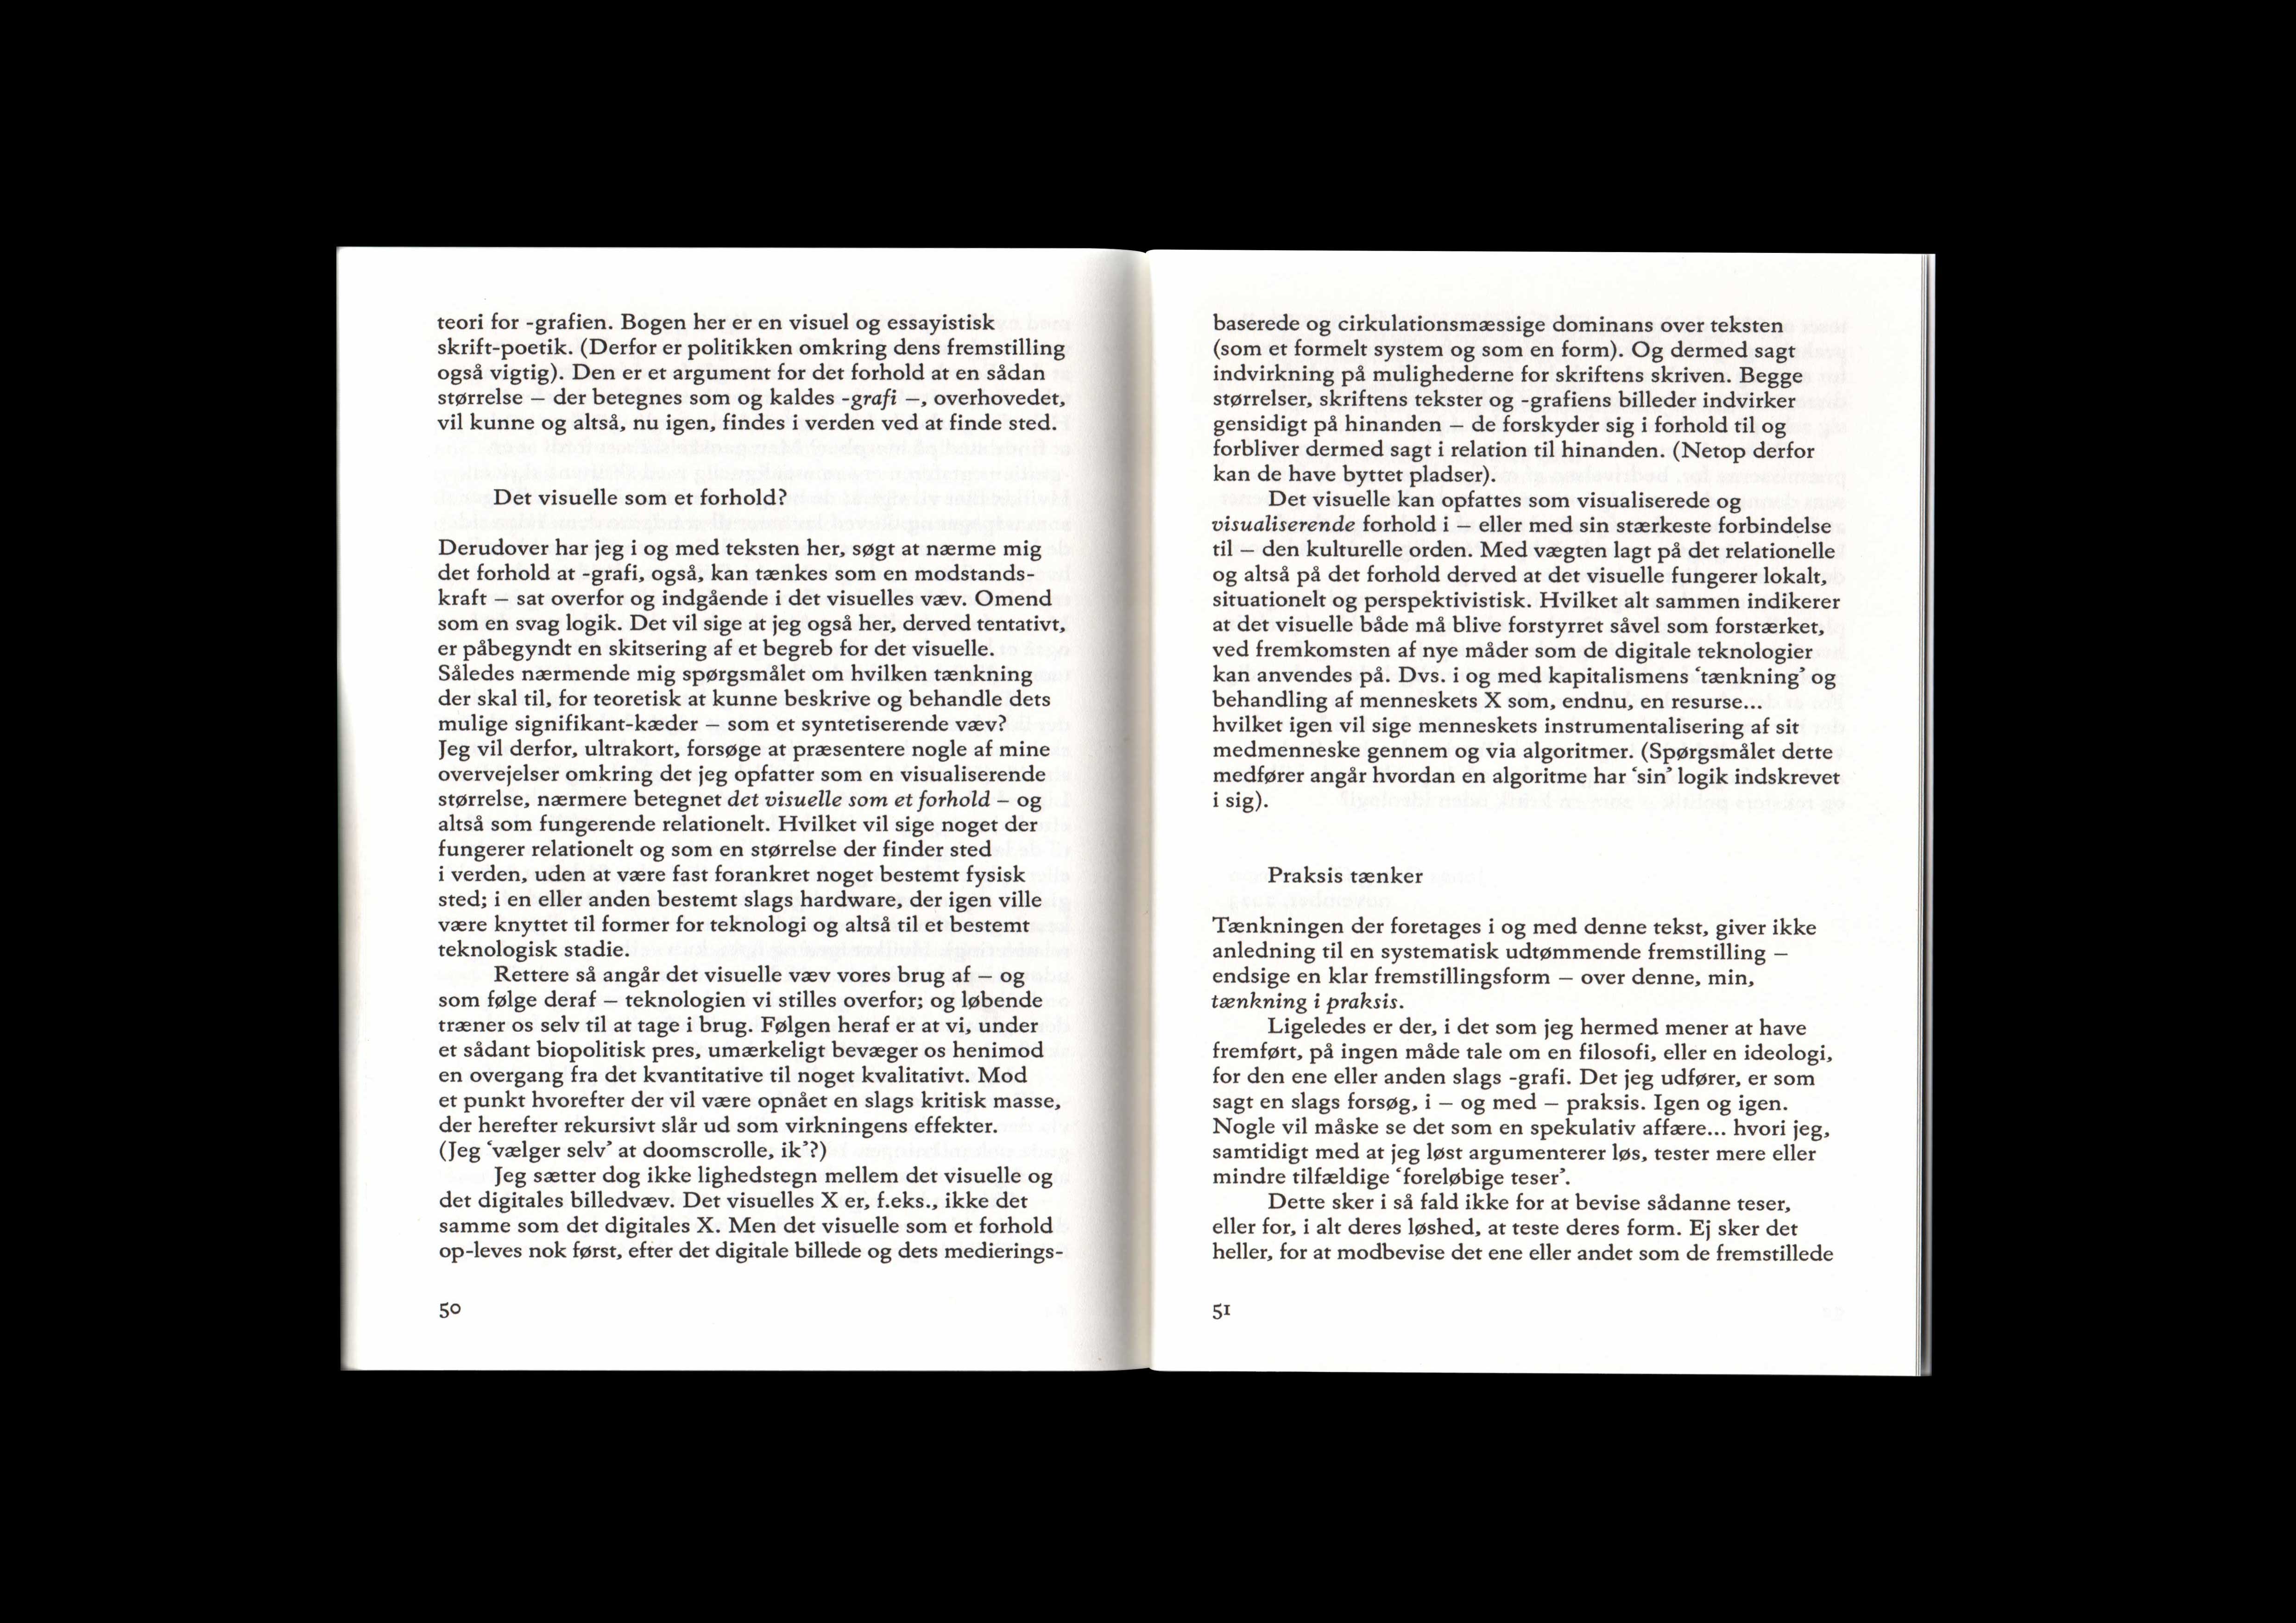 teori for -grafien. Bogen her er en visuel og essayistisk
skrift-poetik. (Derfor er politikken omkring dens fremstilling
også vigtig). Den er et argument for det forhold at en sådan
størrelse – der betegnes som og kaldes -grafi –, overhovedet,
vil kunne og altså, nu igen, findes i verden ved at finde sted.
Det visuelle som et forhold?
Derudover har jeg i og med teksten her, søgt at nærme mig
det forhold at -grafi, også, kan tænkes som en modstands-
kraft – sat overfor og indgående i det visuelles væv. Omend
som en svag logik. Det vil sige at jeg også her, derved tentativt,
er påbegyndt en skitsering af et begreb for det visuelle.
Således nærmende mig spørgsmålet om hvilken tænkning
der skal til, for teoretisk at kunne beskrive og behandle dets
mulige signifikant-kæder – som et syntetiserende væv?
Jeg vil derfor, ultrakort, forsøge at præsentere nogle af mine
overvejelser omkring det jeg opfatter som en visualiserende
størrelse, nærmere betegnet det visuelle som et forhold – og
altså som fungerende relationelt. Hvilket vil sige noget der
fungerer relationelt og som en størrelse der finder sted
i verden, uden at være fast forankret noget bestemt fysisk
sted; i en eller anden bestemt slags hardware, der igen ville
være knyttet til former for teknologi og altså til et bestemt
teknologisk stadie.
Rettere så angår det visuelle væv vores brug af – og
som følge deraf – teknologien vi stilles overfor; og løbende
træner os selv til at tage i brug. Følgen heraf er at vi, under
et sådant biopolitisk pres, umærkeligt bevæger os henimod
en overgang fra det kvantitative til noget kvalitativt. Mod
et punkt hvorefter der vil være opnået en slags kritisk masse,
der herefter rekursivt slår ud som virkningens effekter.
(Jeg ‘vælger selv’ at doomscrolle, ik’?)
Jeg sætter dog ikke lighedstegn mellem det visuelle og
det digitales billedvæv. Det visuelles X er, f.eks., ikke det
samme som det digitales X. Men det visuelle som et forhold
op-leves nok først, efter det digitale billede og dets medierings-
50
baserede og cirkulationsmæssige dominans over teksten
(som et formelt system og som en form). Og dermed sagt
indvirkning på mulighederne for skriftens skriven. Begge
størrelser, skriftens tekster og -grafiens billeder indvirker
gensidigt på hinanden – de forskyder sig i forhold til og
forbliver dermed sagt i relation til hinanden. (Netop derfor
kan de have byttet pladser).
Det visuelle kan opfattes som visualiserede og
visualiserende forhold i – eller med sin stærkeste forbindelse
til – den kulturelle orden. Med vægten lagt på det relationelle
og altså på det forhold derved at det visuelle fungerer lokalt,
situationelt og perspektivistisk. Hvilket alt sammen indikerer
at det visuelle både må blive forstyrret såvel som forstærket,
ved fremkomsten af nye måder som de digitale teknologier
kan anvendes på. Dvs. i og med kapitalismens ‘tænkning’ og
behandling af menneskets X som, endnu, en resurse...
hvilket igen vil sige menneskets instrumentalisering af sit
medmenneske gennem og via algoritmer. (Spørgsmålet dette
medfører angår hvordan en algoritme har ‘sin’ logik indskrevet
i sig).
Praksis tænker
Tænkningen der foretages i og med denne tekst, giver ikke
anledning til en systematisk udtømmende fremstilling –
endsige en klar fremstillingsform – over denne, min,
tænkning i praksis.
Ligeledes er der, i det som jeg hermed mener at have
fremført, på ingen måde tale om en filosofi, eller en ideologi,
for den ene eller anden slags -grafi. Det jeg udfører, er som
sagt en slags forsøg, i – og med – praksis. Igen og igen.
Nogle vil måske se det som en spekulativ affære... hvori jeg,
samtidigt med at jeg løst argumenterer løs, tester mere eller
mindre tilfældige ‘foreløbige teser’.
Dette sker i så fald ikke for at bevise sådanne teser,
eller for, i alt deres løshed, at teste deres form. Ej sker det
heller, for at modbevise det ene eller andet som de fremstillede
51